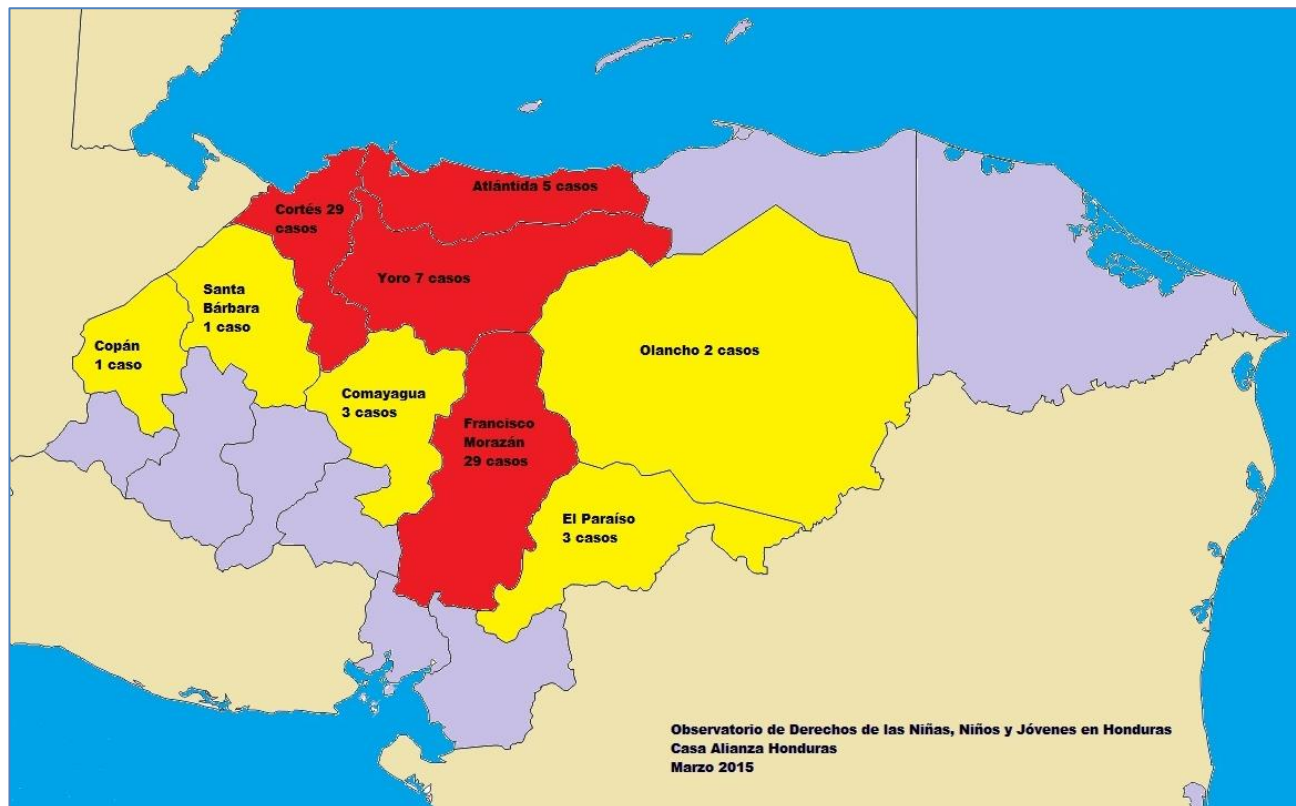 Atlántida 5 casos
Cortés 29
casos
Yoro 7 casos
Santa
Bárbara
1 caso
Copán
1 caso
Olancho 2 casos
Comayagua
3 casos
Francisco
Morazán
29 casos
El Paraíso
3 casos
Observatorio de Derechos de las Niñas, Niños y Jóvenes en Honduras
Casa Alianza Honduras
Marzo 2015